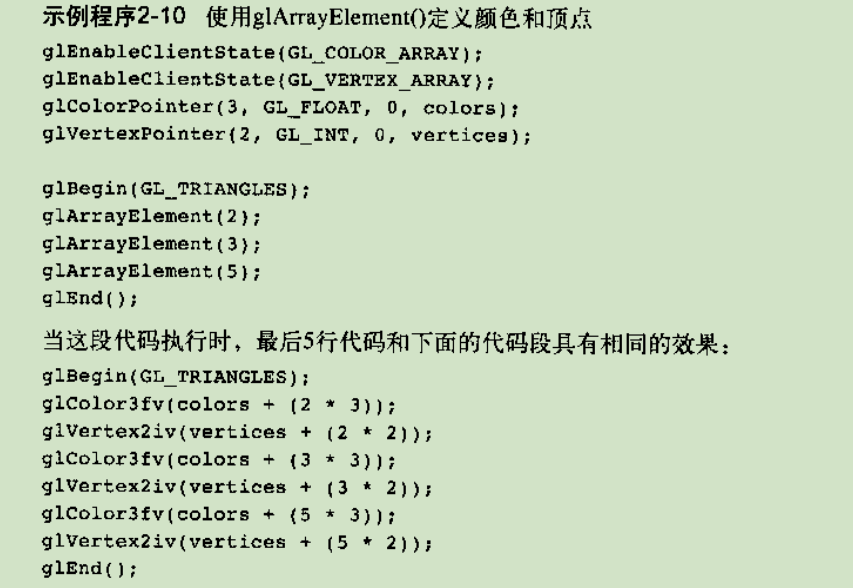 示例程序2-10 使用glArrayElement()定义颜色和顶点
glEnableClientState(GL_COLOR_ARRAY);
glEnableClientState(GL_VERTEX_ARRAY);
glColorPointer(3, GL_FLOAT, 0, colors);
glVertexPointer(2, GL_INT, 0, vertices);
glBegin(GL_TRIANGLES);
glArrayElement(2);
glArrayElement(3);
glArrayElement(5);
glEnd();
当这段代码执行时，最后5行代码和下面的代码段具有相同的效果：
glBegin(GL_TRIANGLES);
glColor3fv(colors + (2 * 3));
glVertex2iv(vertices + (2 * 2));
glColor3fv(colors + (3 * 3));
glVertex2iv(vertices + (3 * 2));
glColor3fv(colors + (5 * 3));
glVertex2iv(vertices + (5 * 2));
glEnd();